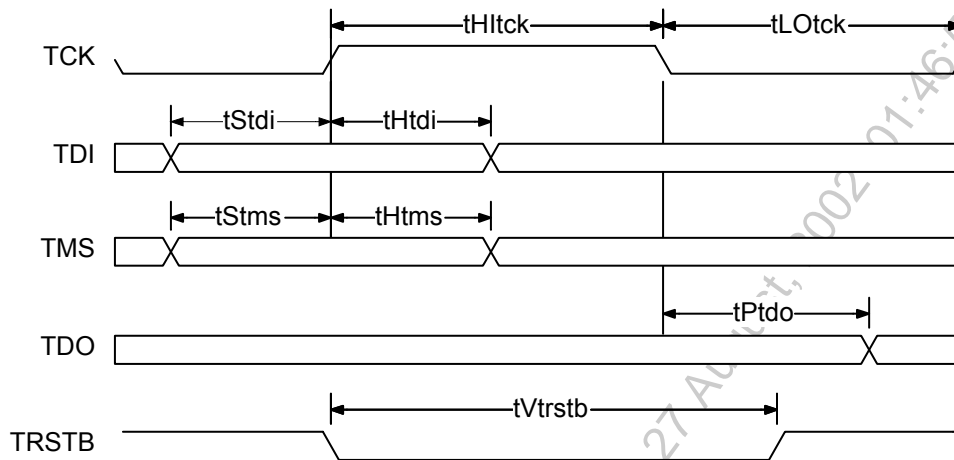 tHItck tLOtck
TCK
tStdi tHtdi
TDI
tStms tHtms
TMS
tPtdo
TDO
tVtrstb
TRSTB